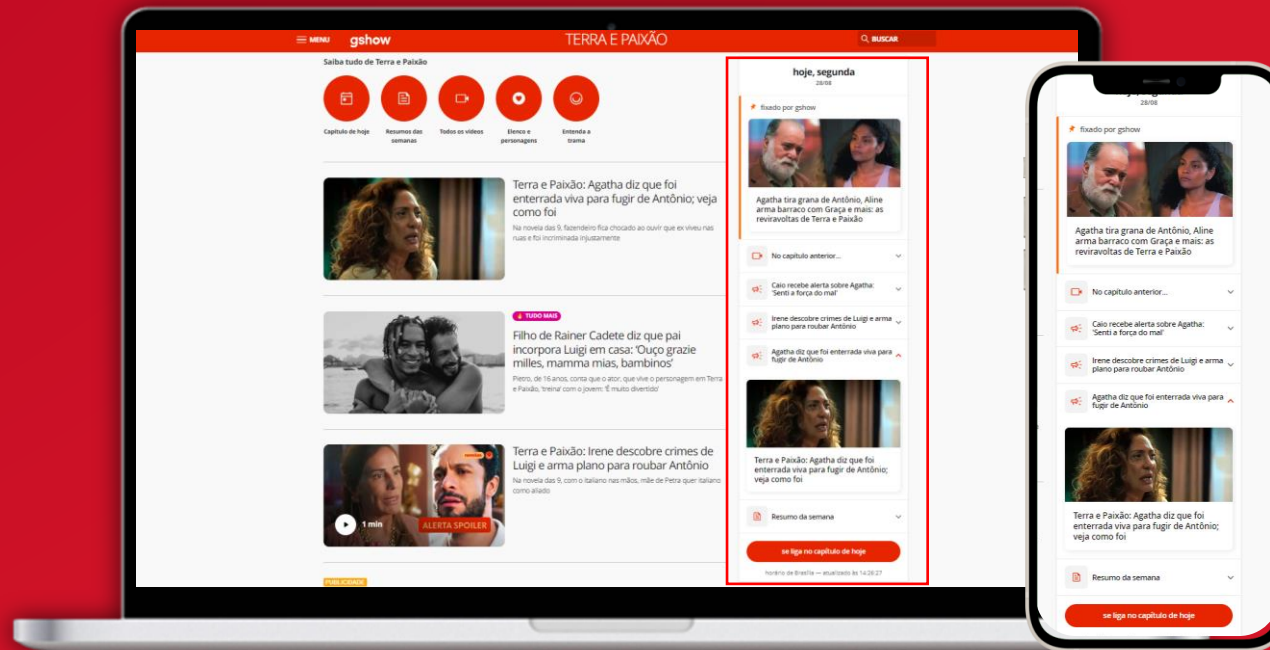 MENU
gshow
TERRA E PAIXÃO
BUSCAR
Saiba tudo de Terra e Paixão
Capítulo de hoje
Resumos das
semanas
Todos os vídeos
Elenco e
personagens
Entenda a
trama
Terra e Paixão: Agatha diz que foi
enterrada viva para fugir de Antônio; veja
como foi
Na novela das 9, fazendeiro fica chocado ao ouvir que ex viveu nas
ruas e foi incriminada injustamente
TUDO MAIS
Filho de Rainer Cadete diz que pai
incorpora Luigi em casa: 'Ouço grazie
milles, mamma mias, bambinos'
Pietro, de 16 anos, conta que o ator, que vive o personagem em Terra
e Paixão, 'treina' com o jovem: 'É muito divertido'
1 min
ALERTA SPOILER
Terra e Paixão: Irene descobre crimes de
Luigi e arma plano para roubar Antônio
Na novela das 9, com o italiano nas mãos, mãe de Petra quer italiano
como aliado
PUBLICIDADE
hoje, segunda
28/08
fixado por gshow
Agatha tira grana de Antônio, Aline
arma barraco com Graça e mais: as
reviravoltas de Terra e Paixão
No capítulo anterior...
Caio recebe alerta sobre Agatha:
'Senti a força do mal'
Irene descobre crimes de Luigi e arma
plano para roubar Antônio
Agatha diz que foi enterrada viva para
fugir de Antônio
Terra e Paixão: Agatha diz que foi
enterrada viva para fugir de Antônio;
veja como foi
Resumo da semana
se liga no capítulo de hoje
horário de Brasília — atualizado às 14:28:27
28/08
fixado por gshow
Agatha tira grana de Antônio, Aline
arma barraco com Graça e mais: as
reviravoltas de Terra e Paixão
No capítulo anterior...
Caio recebe alerta sobre Agatha:
'Senti a força do mal'
Irene descobre crimes de Luigi e arma
plano para roubar Antônio
Agatha diz que foi enterrada viva para
fugir de Antônio
Terra e Paixão: Agatha diz que foi
enterrada viva para fugir de Antônio;
veja como foi
Resumo da semana
se liga no capítulo de hoje